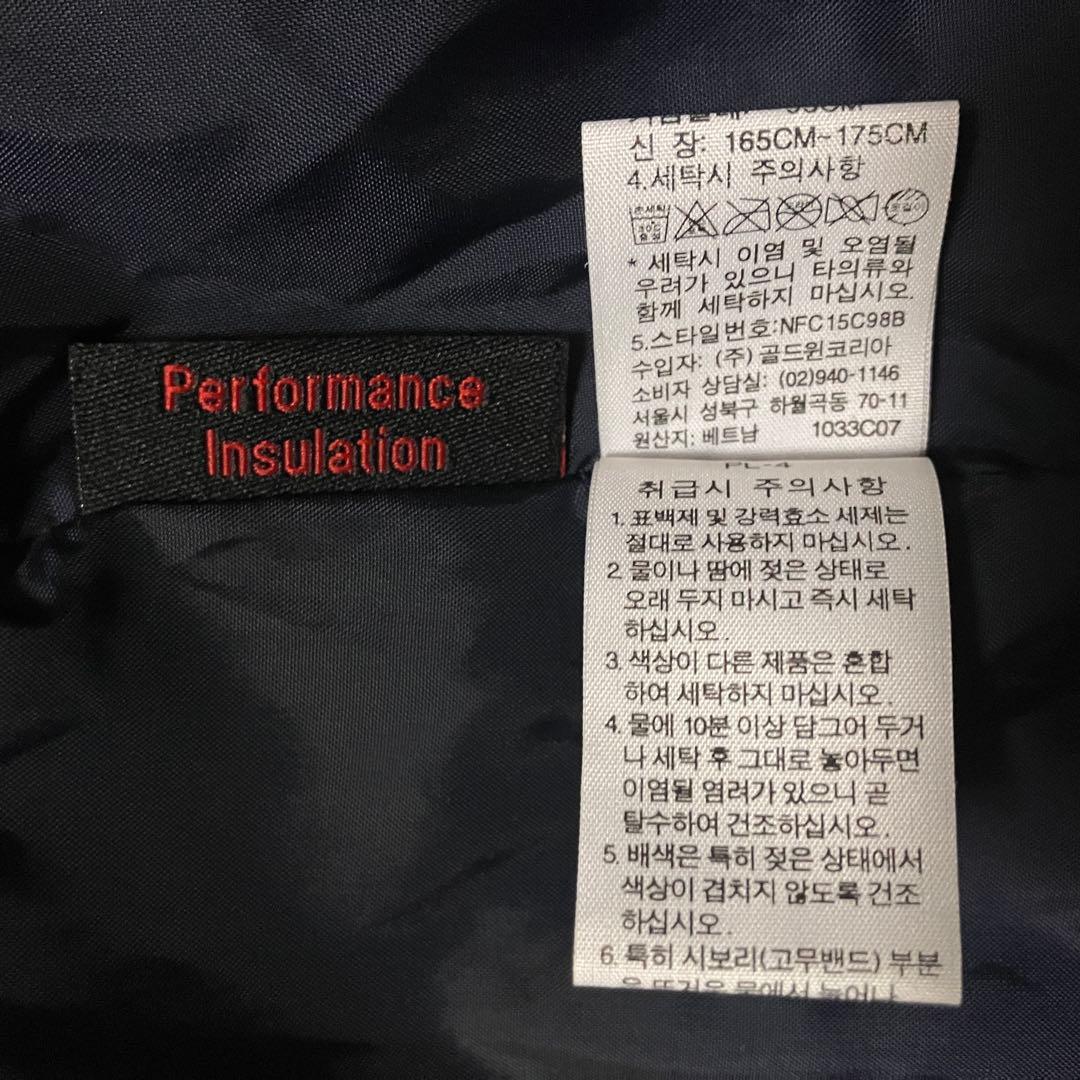 Performance
Insulation
신 장: 165CM~175CM
4.세탁시 주의사항
* 세탁시 이염 및 오염될
우려가 있으니 타의류와
함께 세탁하지 마십시오.
5.스타일번호:NFC15C98B
수입자: (주) 골드윈코리아
소비자 상담실: (02)940-1146
서울시 성북구 하월곡동 70-11
원산지: 베트남 1033C07
PL-4
취급시 주의사항
1. 표백제 및 강력효소 세제는
절대로 사용하지 마십시오.
2. 물이나 땀에 젖은 상태로
오래 두지 마시고 즉시 세탁
하십시오.
3. 색상이 다른 제품은 혼합
하여 세탁하지 마십시오.
4. 물에 10분 이상 담그어 두거
나 세탁 후 그대로 놓아두면
이염될 염려가 있으니 곧
탈수하여 건조하십시오.
5. 배색은 특히 젖은 상태에서
색상이 겹치지 않도록 건조
하십시오.
6. 특히 시보리(고무밴드) 부분
은 뜨거운 물에서 늘어나